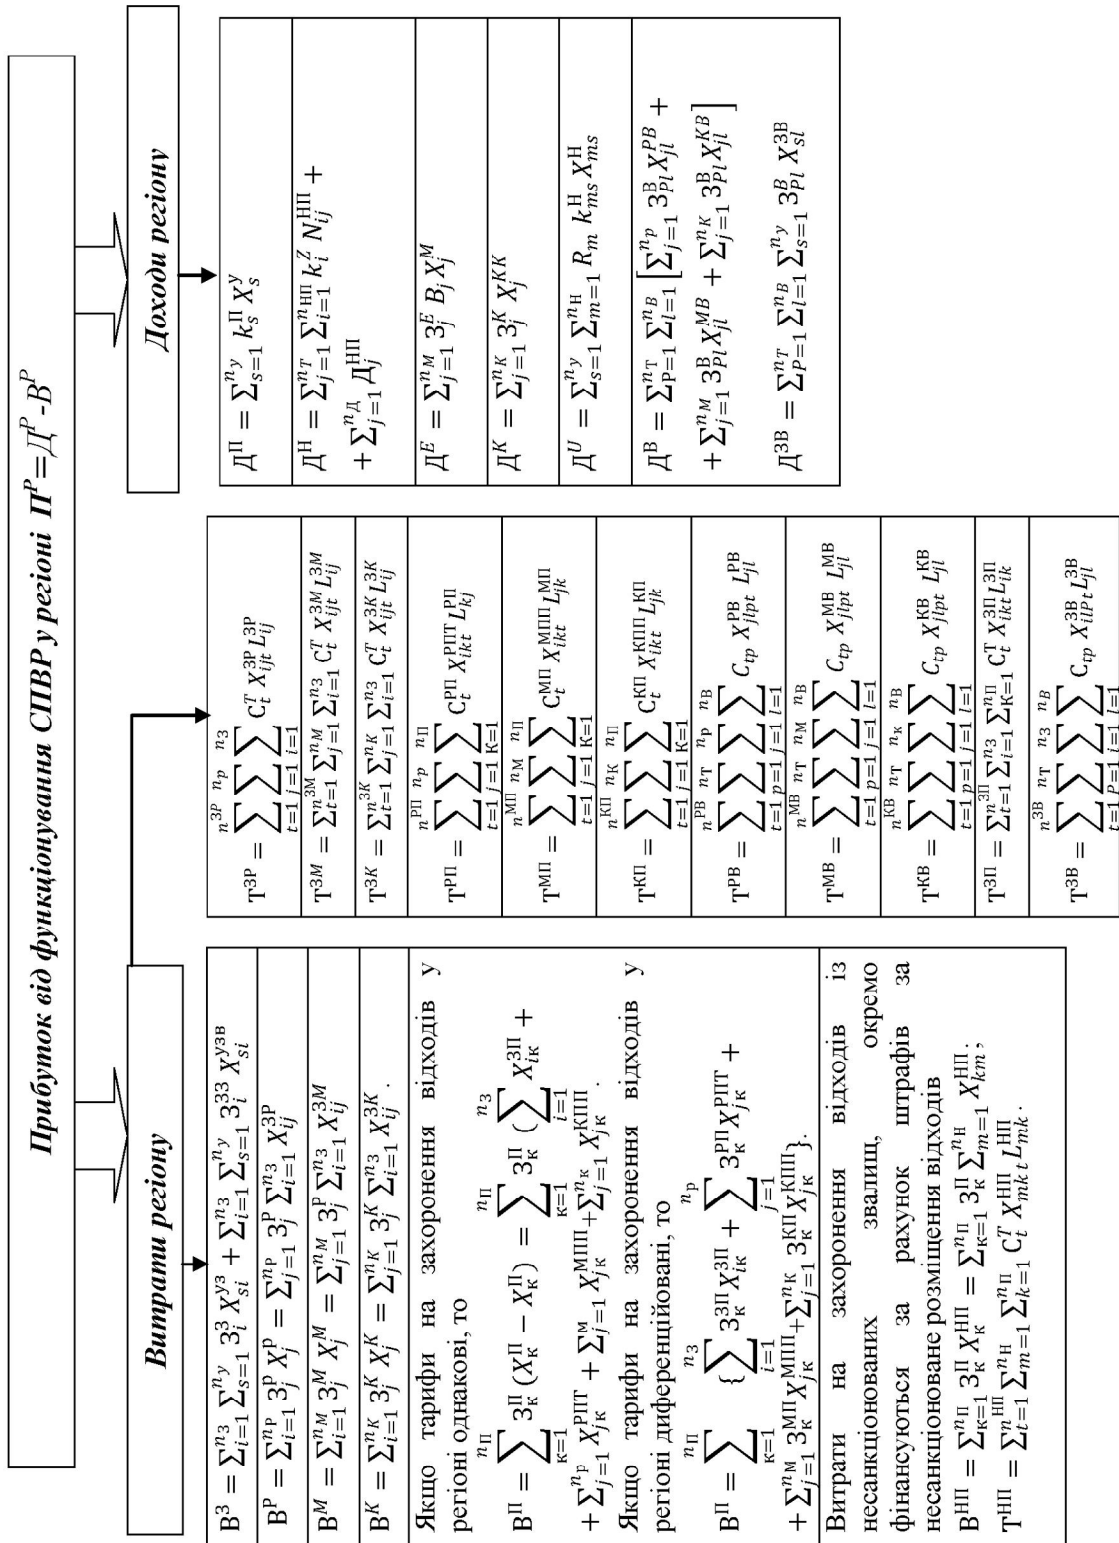 Прибуток від функціонування СПВР у регіоні П^Р=Д^Р-В^Р
Витрати регіону
В^З = ∑_{i=1}^{n_З} ∑_{s=1}^{n_у} З_i^З X_{si}^{уз} + ∑_{i=1}^{n_З} ∑_{s=1}^{n_у} З_i^{ЗЗ} X_{si}^{узв}
В^Р = ∑_{i=1}^{n_Р} З_j^Р X_j^Р = ∑_{j=1}^{n_Р} З_j^Р ∑_{i=1}^{n_З} X_{ij}^{ЗР}
В^М = ∑_{i=1}^{n_М} З_j^М X_j^М = ∑_{j=1}^{n_М} З_j^Р ∑_{i=1}^{n_З} X_{ij}^{ЗМ}
В^К = ∑_{i=1}^{n_К} З_j^К X_j^К = ∑_{j=1}^{n_К} З_j^К ∑_{i=1}^{n_З} X_{ij}^{ЗК}.
Якщо тарифи на захоронення відходів у
регіоні однакові, то
В^П = ∑_{к=1}^{n_П} З_к^П (X_к^П − X_к^П) = ∑_{к=1}^{n_П} З_к^П (∑_{i=1}^{n_З} X_{iк}^{ЗП} +
+ ∑_{j=1}^{n_р} X_{jк}^{РПТ} + ∑_{j=1}^{м} X_{jк}^{МПП} + ∑_{j=1}^{n_к} X_{jк}^{КПП}.
Якщо тарифи на захоронення відходів у
регіоні диференційовані, то
В^П = ∑_{к=1}^{n_П} {∑_{i=1}^{n_З} З_к^{ЗП} X_{iк}^{ЗП} + ∑_{j=1}^{n_р} З_к^{РП} X_{jк}^{РПТ} +
+ ∑_{j=1}^{n_м} З_к^{МП} X_{jк}^{МПП} + ∑_{j=1}^{n_к} З_к^{КП} X_{jк}^{КПП}}.
Витрати на захоронення відходів із
несанкціонованих звалищ, окремо
фінансуються за рахунок штрафів за
несанкціоноване розміщення відходів
В^{НП} = ∑_{к=1}^{n_П} З_к^П X_к^{НП} = ∑_{к=1}^{n_П} З_к^П ∑_{m=1}^{n_Н} X_{km}^{НП}.
Т^{НП} = ∑_{t=1}^{n^{НП}} ∑_{m=1}^{n_Н} ∑_{k=1}^{n_П} С_t^Т X_{mkt}^{НП} L_{mk}^{НП}.
Т^{ЗР} = ∑_{t=1}^{n^{ЗР}} ∑_{j=1}^{n_р} ∑_{i=1}^{n_З} С_t^Т X_{ijt}^{ЗР} L_{ij}^{ЗР}
Т^{ЗМ} = ∑_{t=1}^{n^{ЗМ}} ∑_{j=1}^{n_М} ∑_{i=1}^{n_З} С_t^Т X_{ijt}^{ЗМ} L_{ij}^{ЗМ}
Т^{ЗК} = ∑_{t=1}^{n^{ЗК}} ∑_{j=1}^{n_К} ∑_{i=1}^{n_З} С_t^Т X_{ijt}^{ЗК} L_{ij}^{ЗК}
Т^{РП} = ∑_{t=1}^{n^{РП}} ∑_{j=1}^{n_р} ∑_{К=1}^{n_П} С_t^{РП} X_{ikt}^{РПТ} L_{kj}^{РП}
Т^{МП} = ∑_{t=1}^{n^{МП}} ∑_{j=1}^{n_М} ∑_{К=1}^{n_П} С_t^{МП} X_{ikt}^{МПП} L_{jk}^{МП}
Т^{КП} = ∑_{t=1}^{n^{КП}} ∑_{j=1}^{n_К} ∑_{К=1}^{n_П} С_t^{КП} X_{ikt}^{КПП} L_{jk}^{КП}
Т^{РВ} = ∑_{t=1}^{n^{РВ}} ∑_{p=1}^{n_Т} ∑_{j=1}^{n_р} ∑_{l=1}^{n_В} C_{tp} X_{jlpt}^{РВ} L_{jl}^{РВ}
Т^{МВ} = ∑_{t=1}^{n^{МВ}} ∑_{p=1}^{n_Т} ∑_{j=1}^{n_М} ∑_{l=1}^{n_В} C_{tp} X_{jlpt}^{МВ} L_{jl}^{МВ}
Т^{КВ} = ∑_{t=1}^{n^{КВ}} ∑_{p=1}^{n_Т} ∑_{j=1}^{n_к} ∑_{l=1}^{n_В} C_{tp} X_{jlpt}^{КВ} L_{jl}^{КВ}
Т^{ЗП} = ∑_{t=1}^{n^{ЗП}} ∑_{i=1}^{n_З} ∑_{К=1}^{n_П} С_t^Т X_{ikt}^{ЗП} L_{ik}^{ЗП}
Т^{ЗВ} = ∑_{t=1}^{n^{ЗВ}} ∑_{P=1}^{n_Т} ∑_{i=1}^{n_З} ∑_{l=1}^{n_В} C_{tp} X_{ilPt}^{ЗВ} L_{jl}^{ЗВ}
Доходи регіону
Д^П = ∑_{s=1}^{n_у} k_s^П X_s^У
Д^Н = ∑_{j=1}^{n_Т} ∑_{i=1}^{n_{НП}} k_i^Z N_{ij}^{НП} +
+ ∑_{j=1}^{n_Д} Д_j^{НП}
Д^Е = ∑_{j=1}^{n_М} З_j^Е B_j X_j^М
Д^К = ∑_{j=1}^{n_К} З_j^К X_j^{КК}
Д^U = ∑_{s=1}^{n_у} ∑_{m=1}^{n_Н} R_m k_{ms}^Н X_{ms}^Н
Д^В = ∑_{P=1}^{n_Т} ∑_{l=1}^{n_В} [∑_{j=1}^{n_р} З_{Pl}^В X_{jl}^{РВ} +
+ ∑_{j=1}^{n_М} З_{Pl}^В X_{jl}^{МВ} + ∑_{j=1}^{n_К} З_{Pl}^В X_{jl}^{КВ}]
Д^{ЗВ} = ∑_{P=1}^{n_Т} ∑_{l=1}^{n_В} ∑_{s=1}^{n_у} З_{Pl}^В X_{sl}^{ЗВ}